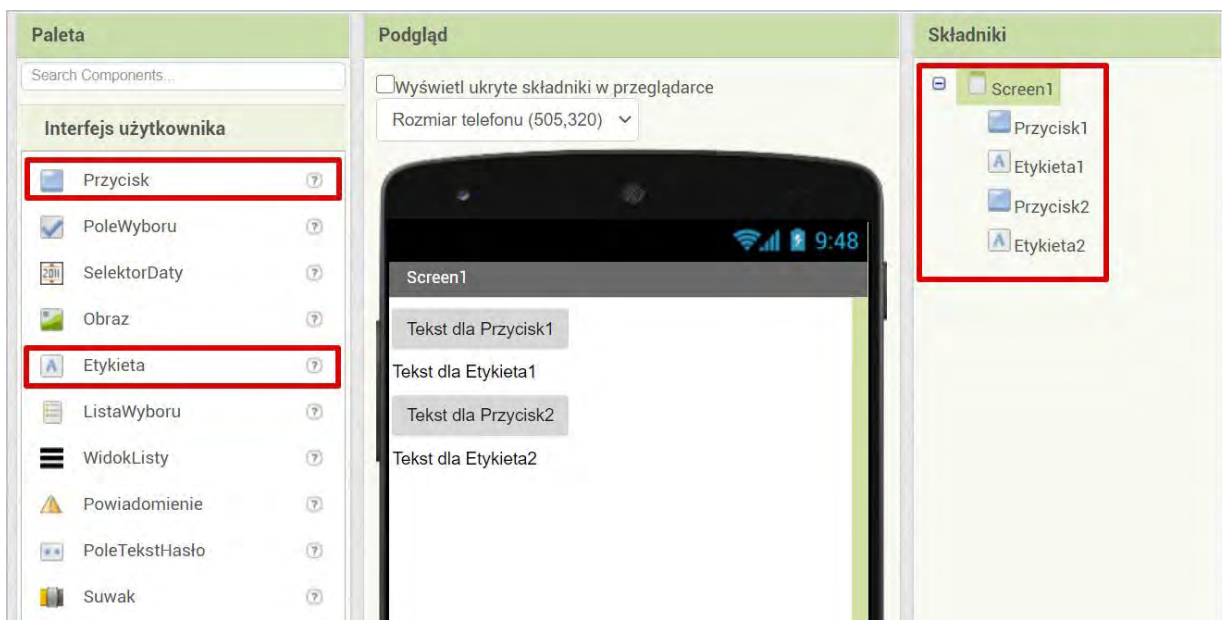 Paleta
Search Components...
Interfejs użytkownika
Przycisk
PoleWyboru
SelektorDaty
Obraz
Etykieta
ListaWyboru
WidokListy
Powiadomienie
PoleTekstHasło
Suwak
Podgląd
Wyświetl ukryte składniki w przeglądarce
Rozmiar telefonu (505,320)
9:48
Screen1
Tekst dla Przycisk1
Tekst dla Etykieta1
Tekst dla Przycisk2
Tekst dla Etykieta2
Składniki
Screen1
Przycisk1
A Etykieta1
Przycisk2
A Etykieta2